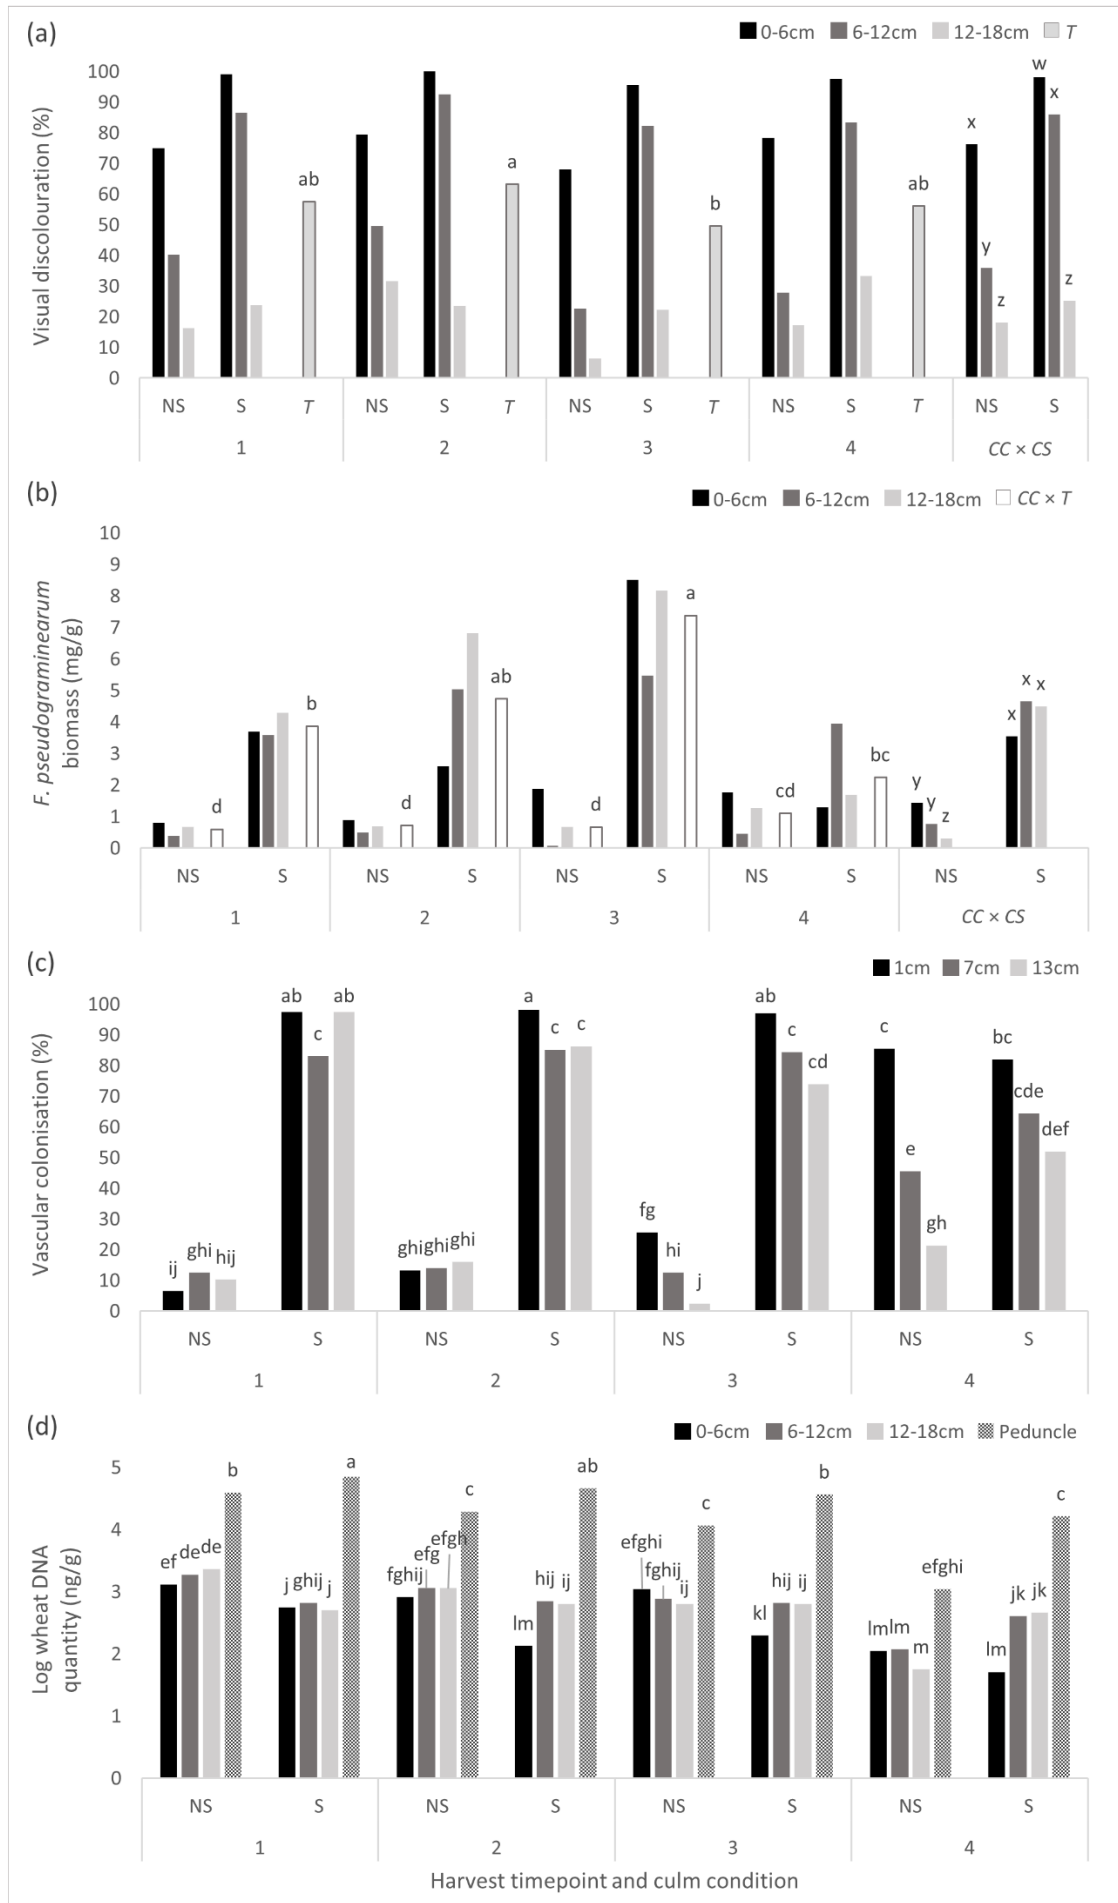 (a)
0-6cm 6-12cm 12-18cm T
Visual discolouration (%)
100
90
80
70
60
50
40
30
20
10
0
ab a b ab x y z w x z
NS S T NS S T NS S T NS S T NS S
1 2 3 4 CC × CS
(b)
0-6cm 6-12cm 12-18cm CC × T
F. pseudograminearum
biomass (mg/g)
10
9
8
7
6
5
4
3
2
1
0
d b d ab d a cd bc y y z x x x
NS S NS S NS S NS S NS S
1 2 3 4 CC × CS
(c)
1cm 7cm 13cm
Vascular colonisation (%)
100
90
80
70
60
50
40
30
20
10
0
ij ghi hij ab c ab ghi ghi ghi a c c fg hi j ab c cd c e gh bc cde def
NS S NS S NS S NS S
1 2 3 4
(d)
0-6cm 6-12cm 12-18cm Peduncle
Log wheat DNA
quantity (ng/g)
5
4
3
2
1
0
ef de de b j ghij j a fghij efg efgh c lm hij ij ab efghi fghij ij c kl hij ij b lm lm m efghi lm jk jk c
NS S NS S NS S NS S
1 2 3 4
Harvest timepoint and culm condition